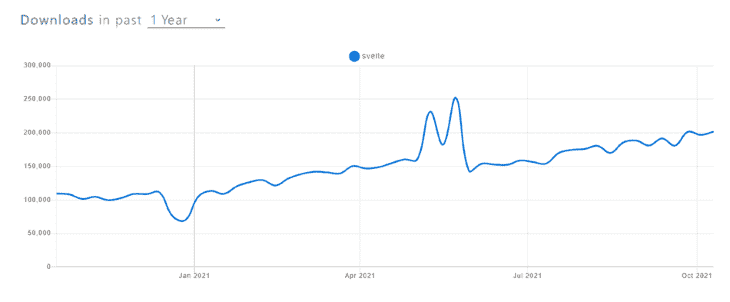 Downloads in past 1 Year
svelte
300,000
250,000
200,000
150,000
100,000
50,000
0
Jan 2021
Apr 2021
Jul 2021
Oct 2021